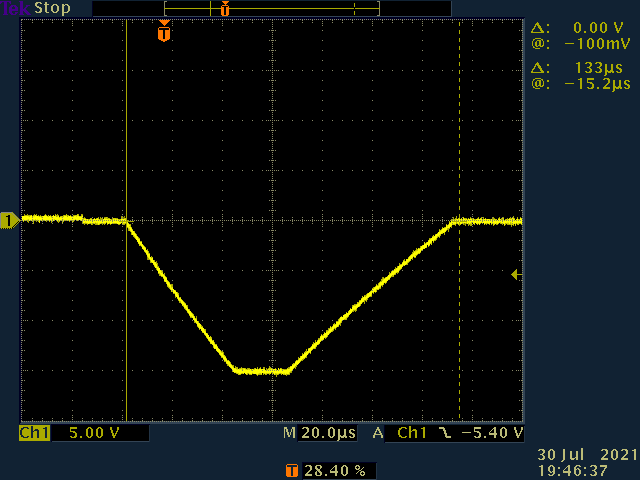 Tek Stop
T
T
Δ: 0.00 V
@: −100mV
Δ: 133µs
@: −15.2µs
1
Ch1 5.00 V M 20.0µs A Ch1 −5.40 V
T 28.40 %
30 Jul 2021
19:46:37